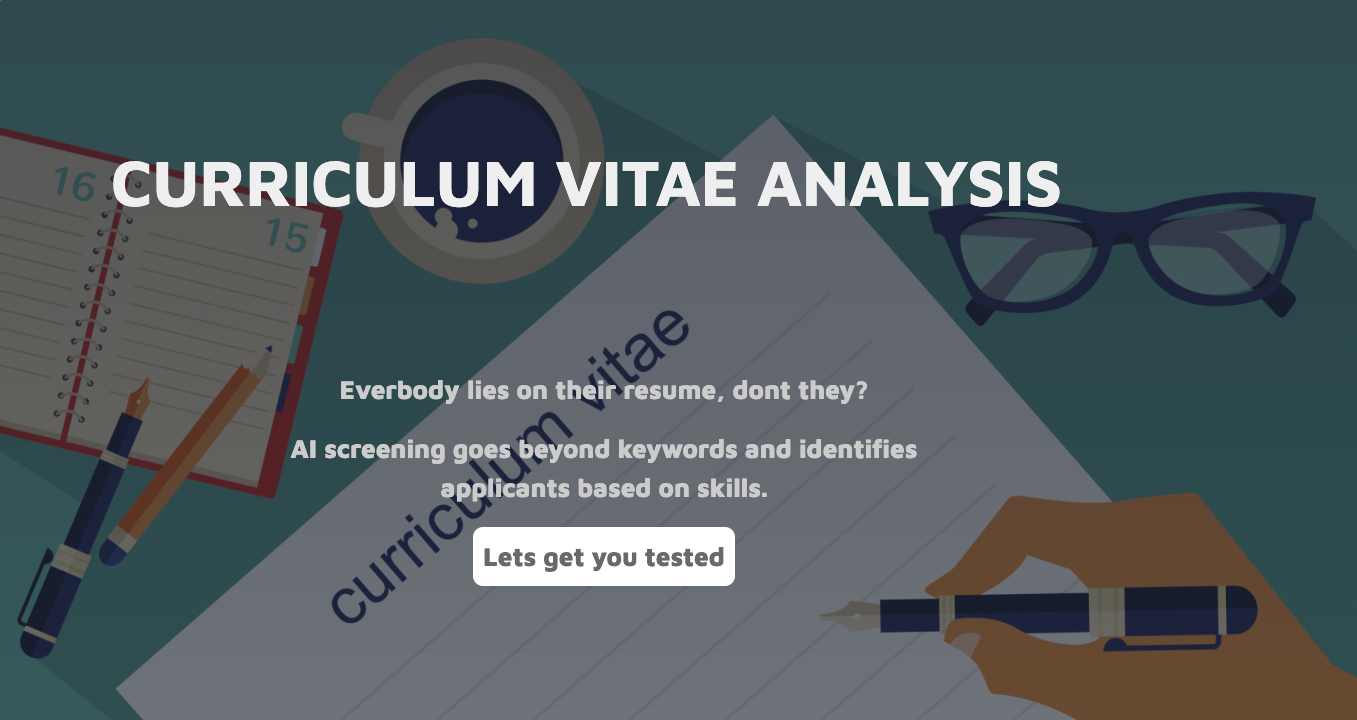 CURRICULUM VITAE ANALYSIS
16
15
curriculum vitae
Everbody lies on their resume, dont they?
AI screening goes beyond keywords and identifies
applicants based on skills.
Lets get you tested